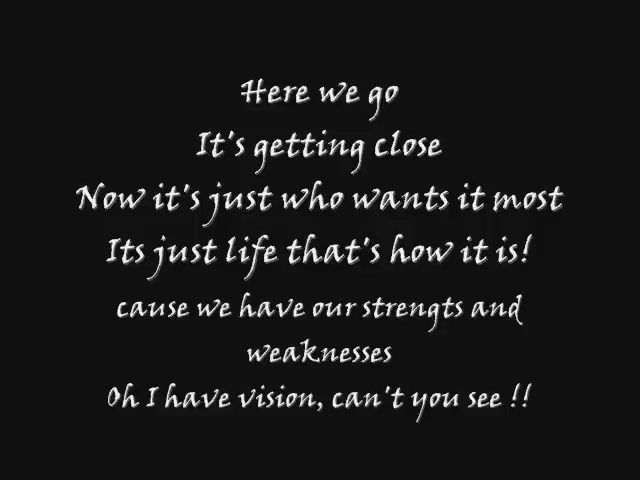 Here we go
It's getting close
Now it's just who wants it most
Its just life that's how it is!
cause we have our strengts and
weaknesses
Oh I have vision, can't you see !!